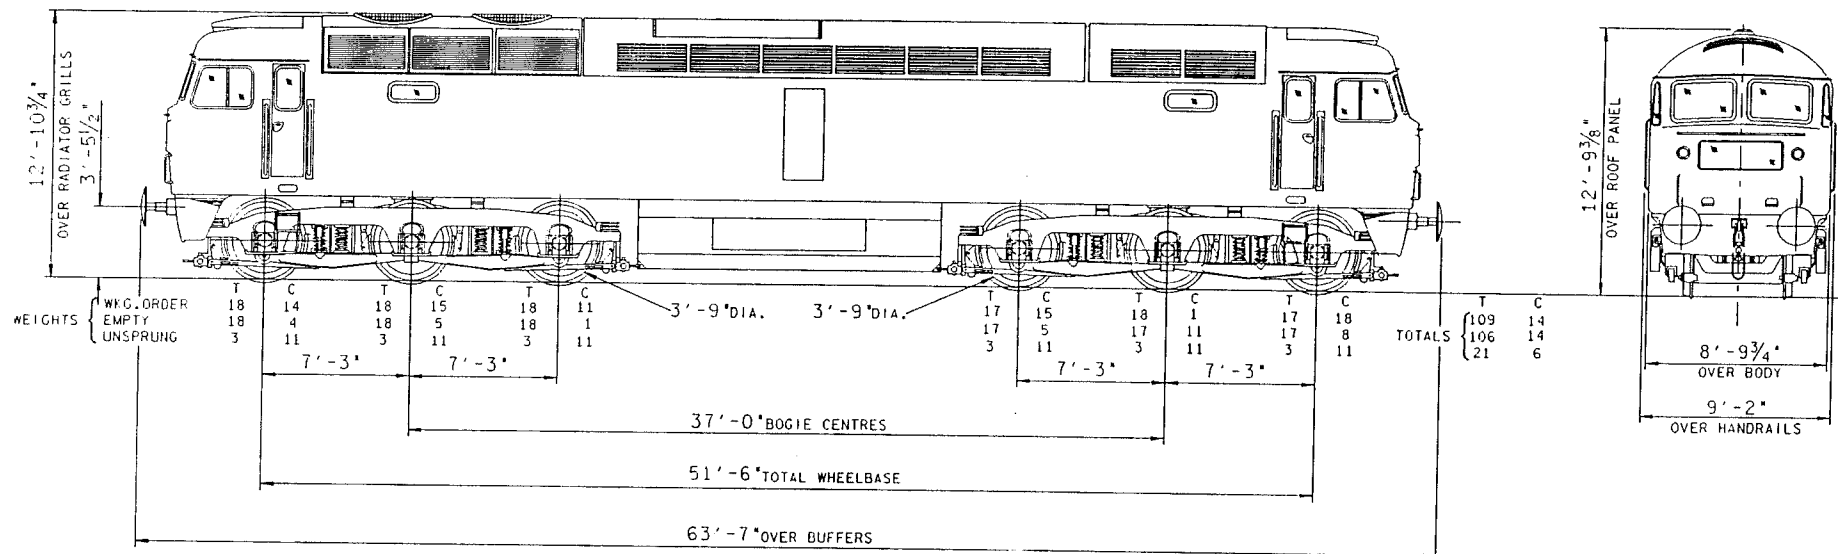 12'-10¾"
OVER RADIATOR GRILLS
3'-5½"
12'-9⅜"
OVER ROOF PANEL
T C T C T C T C T C T C T C
WEIGHTS { WKG.ORDER 18 14 18 15 18 11 17 15 18 1 17 18 TOTALS { 109 14
EMPTY 18 4 18 5 18 1 17 5 17 11 17 8 106 14
UNSPRUNG 3 11 3 11 3 11 3 11 3 11 3 11 21 6
3'-9"DIA. 3'-9"DIA.
7'-3" 7'-3" 7'-3" 7'-3"
8'-9¾"
OVER BODY
9'-2"
OVER HANDRAILS
37'-0"BOGIE CENTRES
51'-6"TOTAL WHEELBASE
63'-7"OVER BUFFERS